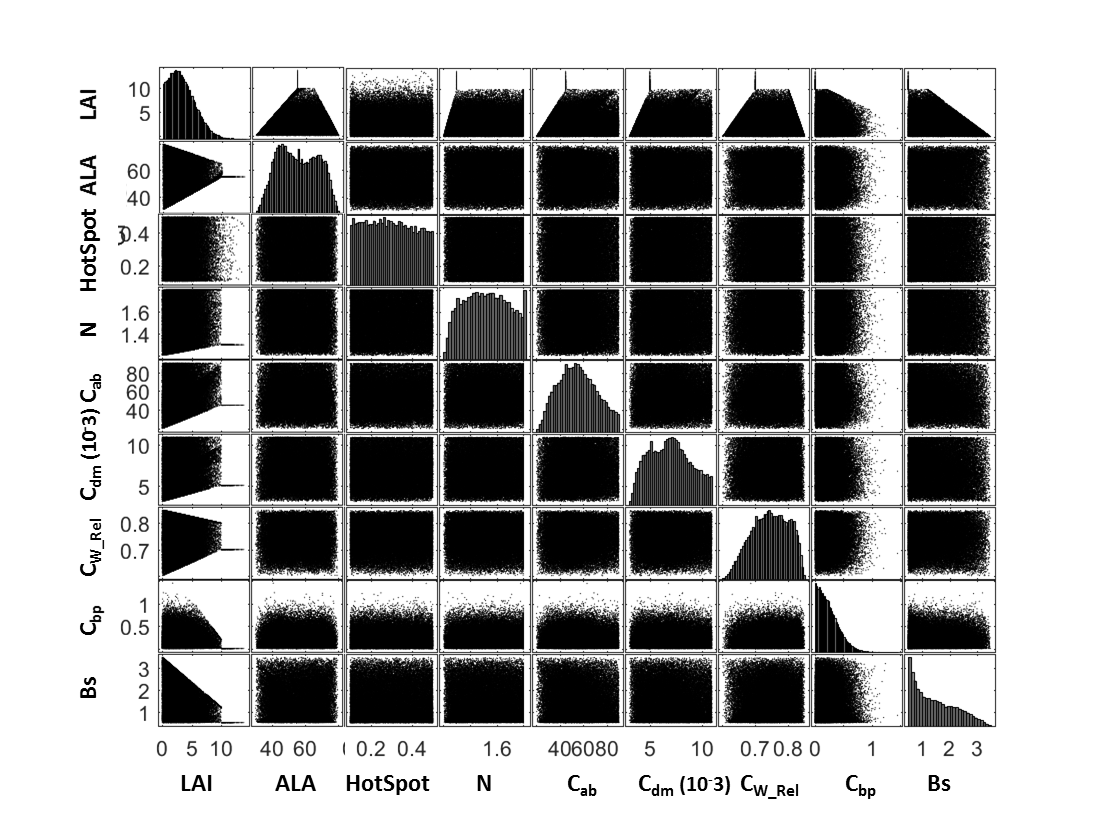 LAI
10
5
ALA
60
40
HotSpot
0.4
0.2
N
1.6
1.4
C_ab
80
60
40
C_dm (10^-3)
10
5
C_W_Rel
0.8
0.7
C_bp
1
0.5
Bs
3
2
1
0 5 10 40 60 0.2 0.4 1.6 40 60 80 5 10 0.7 0.8 0 1 1 2 3
LAI ALA HotSpot N C_ab C_dm (10^-3) C_W_Rel C_bp Bs